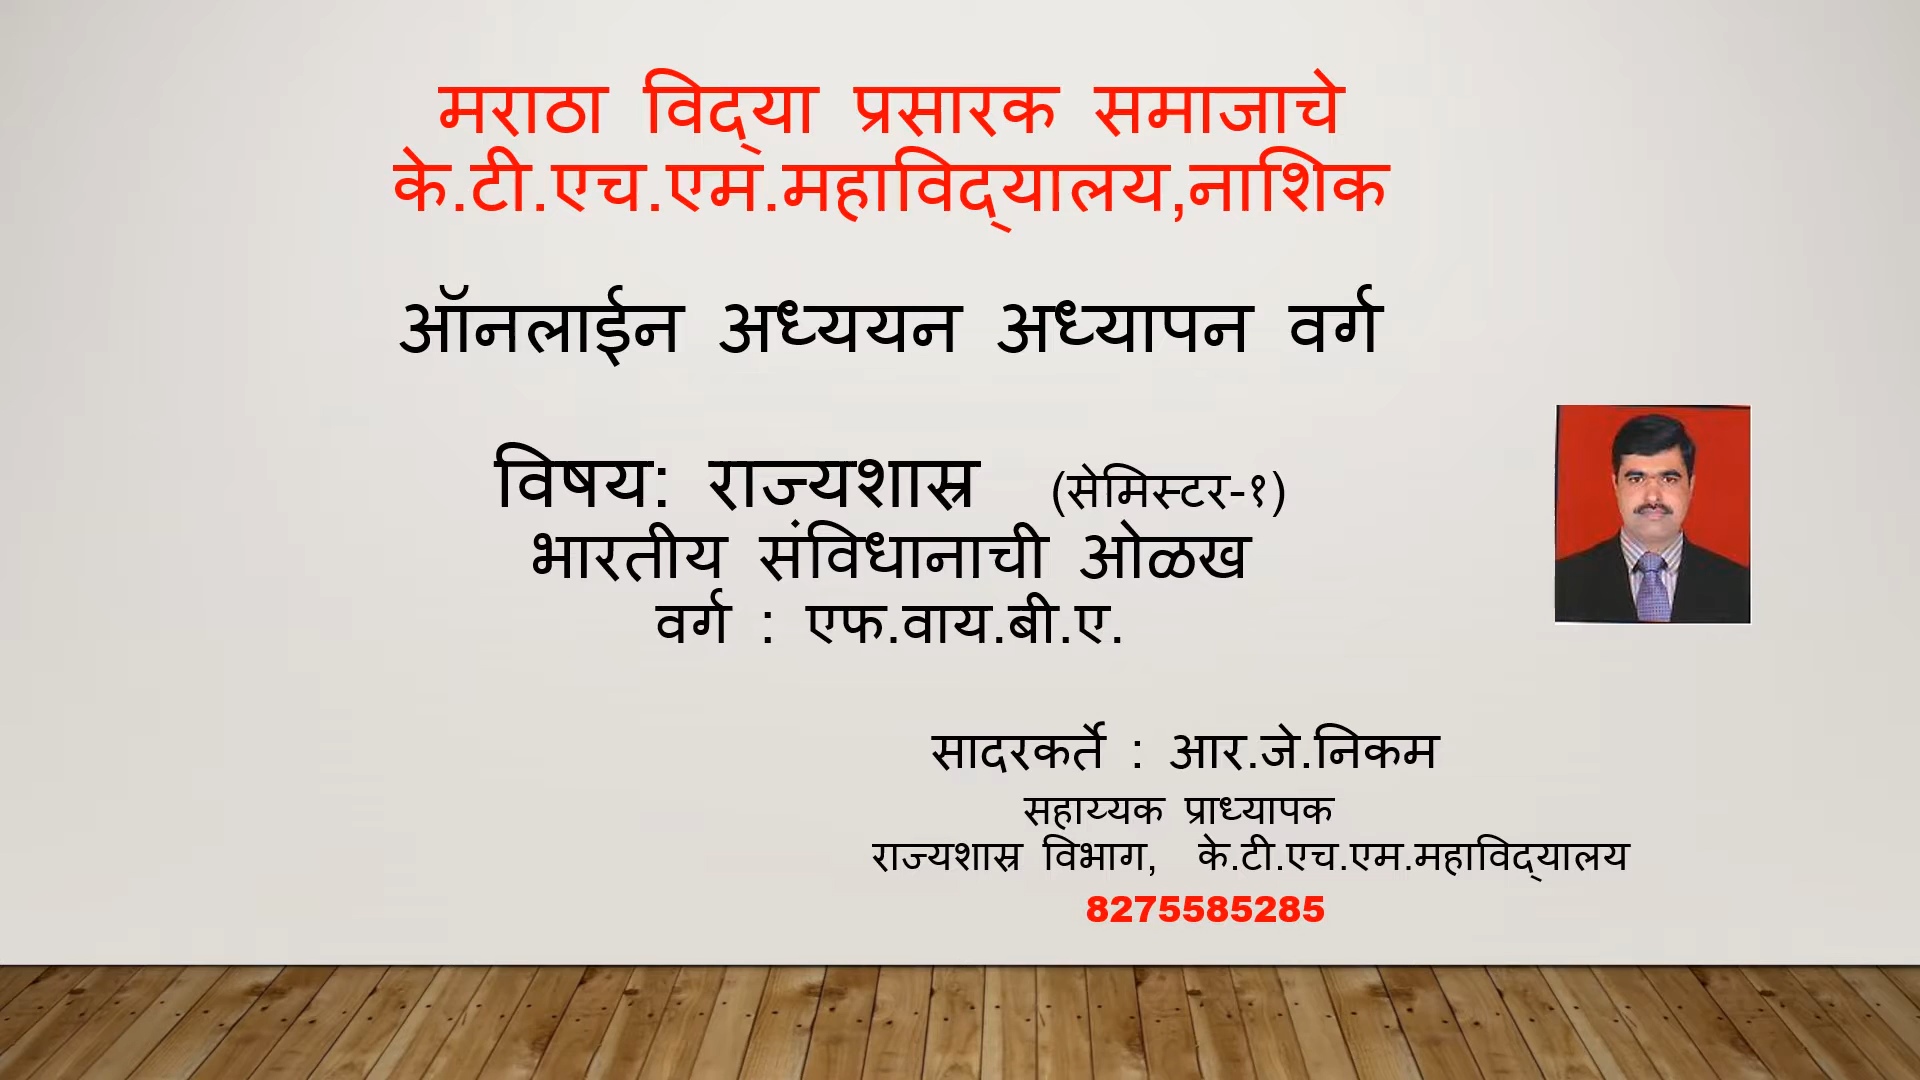 मराठा विद्‌या प्रसारक समाजाचे
के.टी.एच.एम.महाविद्‌यालय,नाशिक
ऑनलाईन अध्ययन अध्यापन वर्ग
विषय: राज्यशास्र (सेमिस्टर-१)
भारतीय संविधानाची ओळख
वर्ग : एफ.वाय.बी.ए.
सादरकर्ते : आर.जे.निकम
सहाय्यक प्राध्यापक
राज्यशास्र विभाग, के.टी.एच.एम.महाविद्‌यालय
8275585285